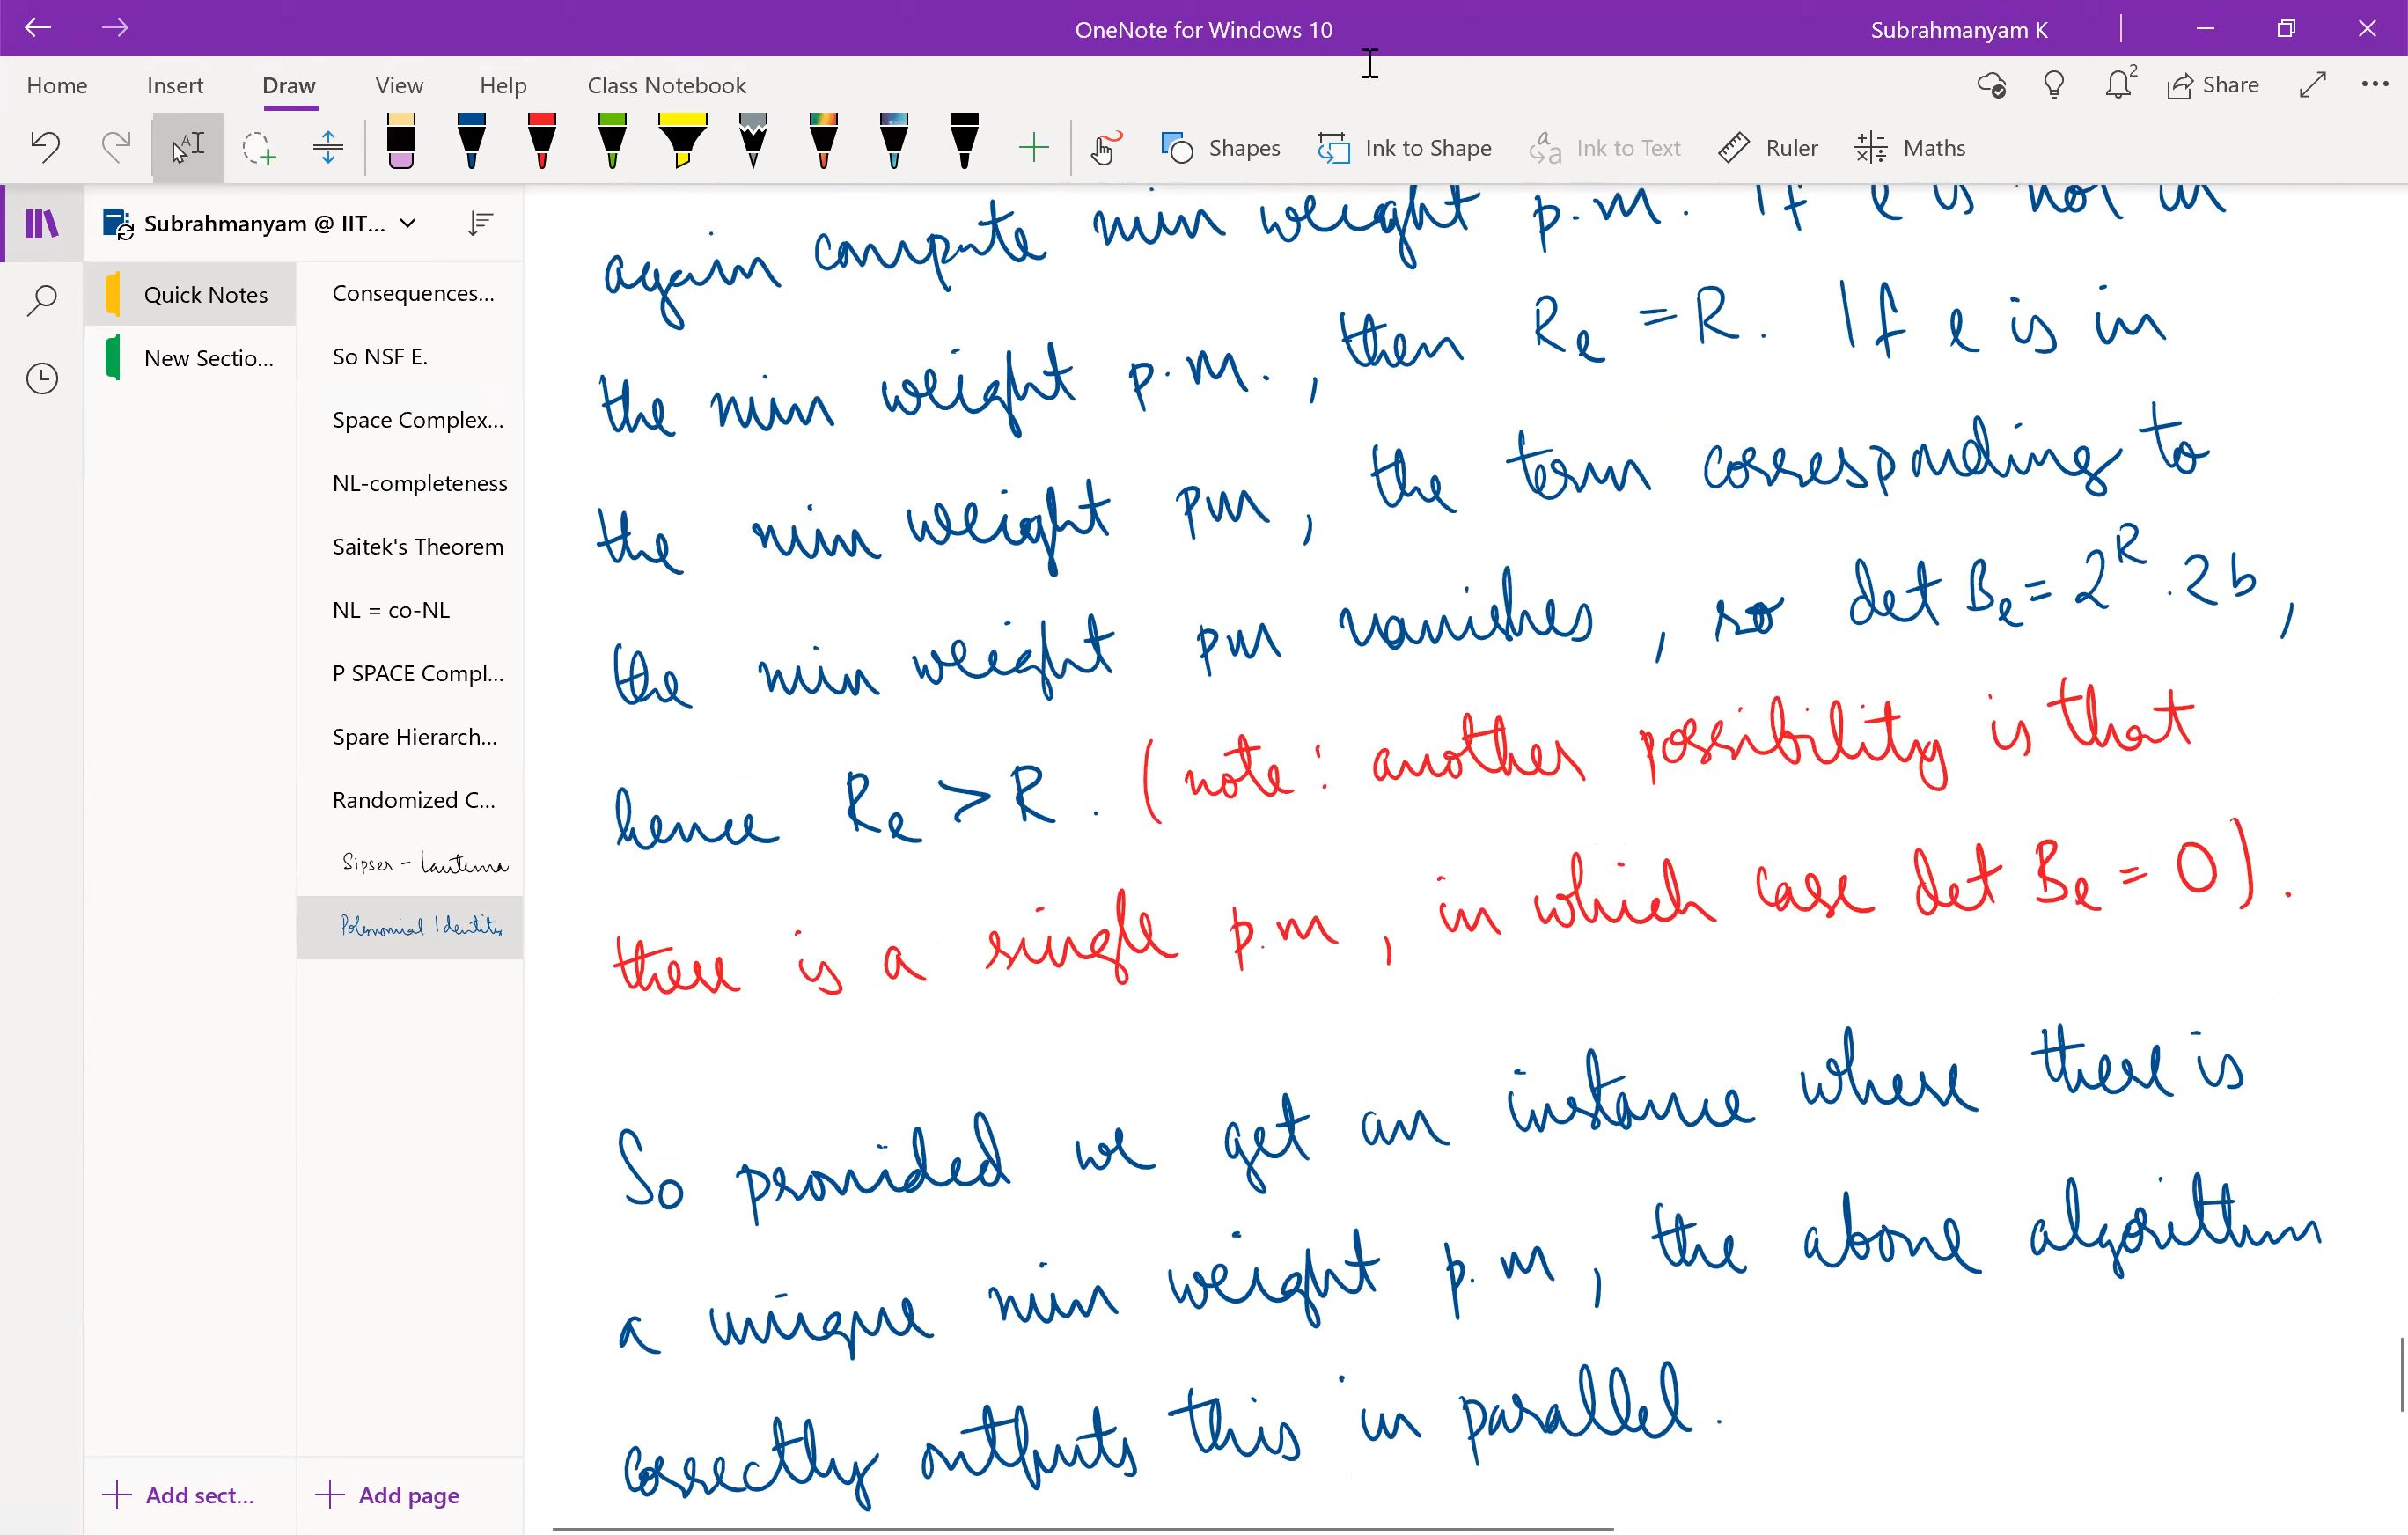 OneNote for Windows 10
Subrahmanyam K
Home Insert Draw View Help Class Notebook
2
Share
Shapes Ink to Shape Ink to Text Ruler Maths
Subrahmanyam @ IIT...
Quick Notes
New Sectio...
Consequences...
So NSF E.
Space Complex...
NL-completeness
Saitek's Theorem
NL = co-NL
P SPACE Compl...
Spare Hierarch...
Randomized C...
Sipser - Lautema
Polynomial Identity
Add sect...
Add page
again compute min weight p.m. If e is not in
the min weight p.m., then Re = R. If e is in
the min weight pm, the term corresponding to
the min weight pm vanishes, so det Be = 2^R . 2b,
hence Re > R. (note: another possibility is that
there is a single p.m, in which case det Be = 0).
So provided we get an instance where there is
a unique min weight p.m, the above algorithm
correctly outputs this in parallel.